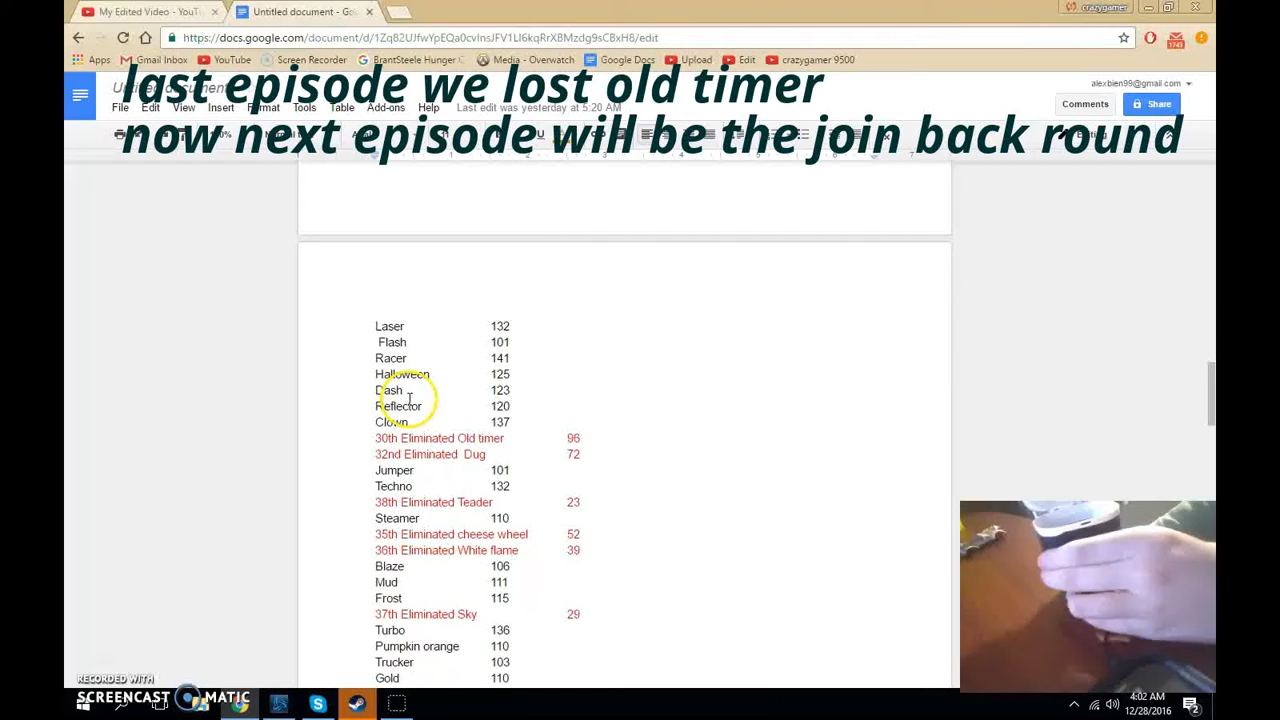 My Edited Video - YouTu
Untitled document - Go
crazygamer
https://docs.google.com/document/d/1Zq82UJfwYpEQa0cvInsJFV1LI6kqRrXBMzdg9sCBxH8/edit
Apps
Gmail Inbox
YouTube
Screen Recorder
BrantSteele Hunger G
Media - Overwatch
Google Docs
Upload
Edit
crazygamer 9500
1743
last episode we lost old timer
now next episode will be the join back round
Untitled document
alexbien99@gmail.com
File Edit View Insert Format Tools Table Add-ons Help
Last edit was yesterday at 5:20 AM
Comments
Share
Laser 132
Flash 101
Racer 141
Halloween 125
Dash 123
Reflector 120
Clown 137
30th Eliminated Old timer 96
32nd Eliminated Dug 72
Jumper 101
Techno 132
38th Eliminated Teader 23
Steamer 110
35th Eliminated cheese wheel 52
36th Eliminated White flame 39
Blaze 106
Mud 111
Frost 115
37th Eliminated Sky 29
Turbo 136
Pumpkin orange 110
Trucker 103
Gold 110
RECORDED WITH
SCREENCAST MATIC
4:02 AM
12/28/2016
2